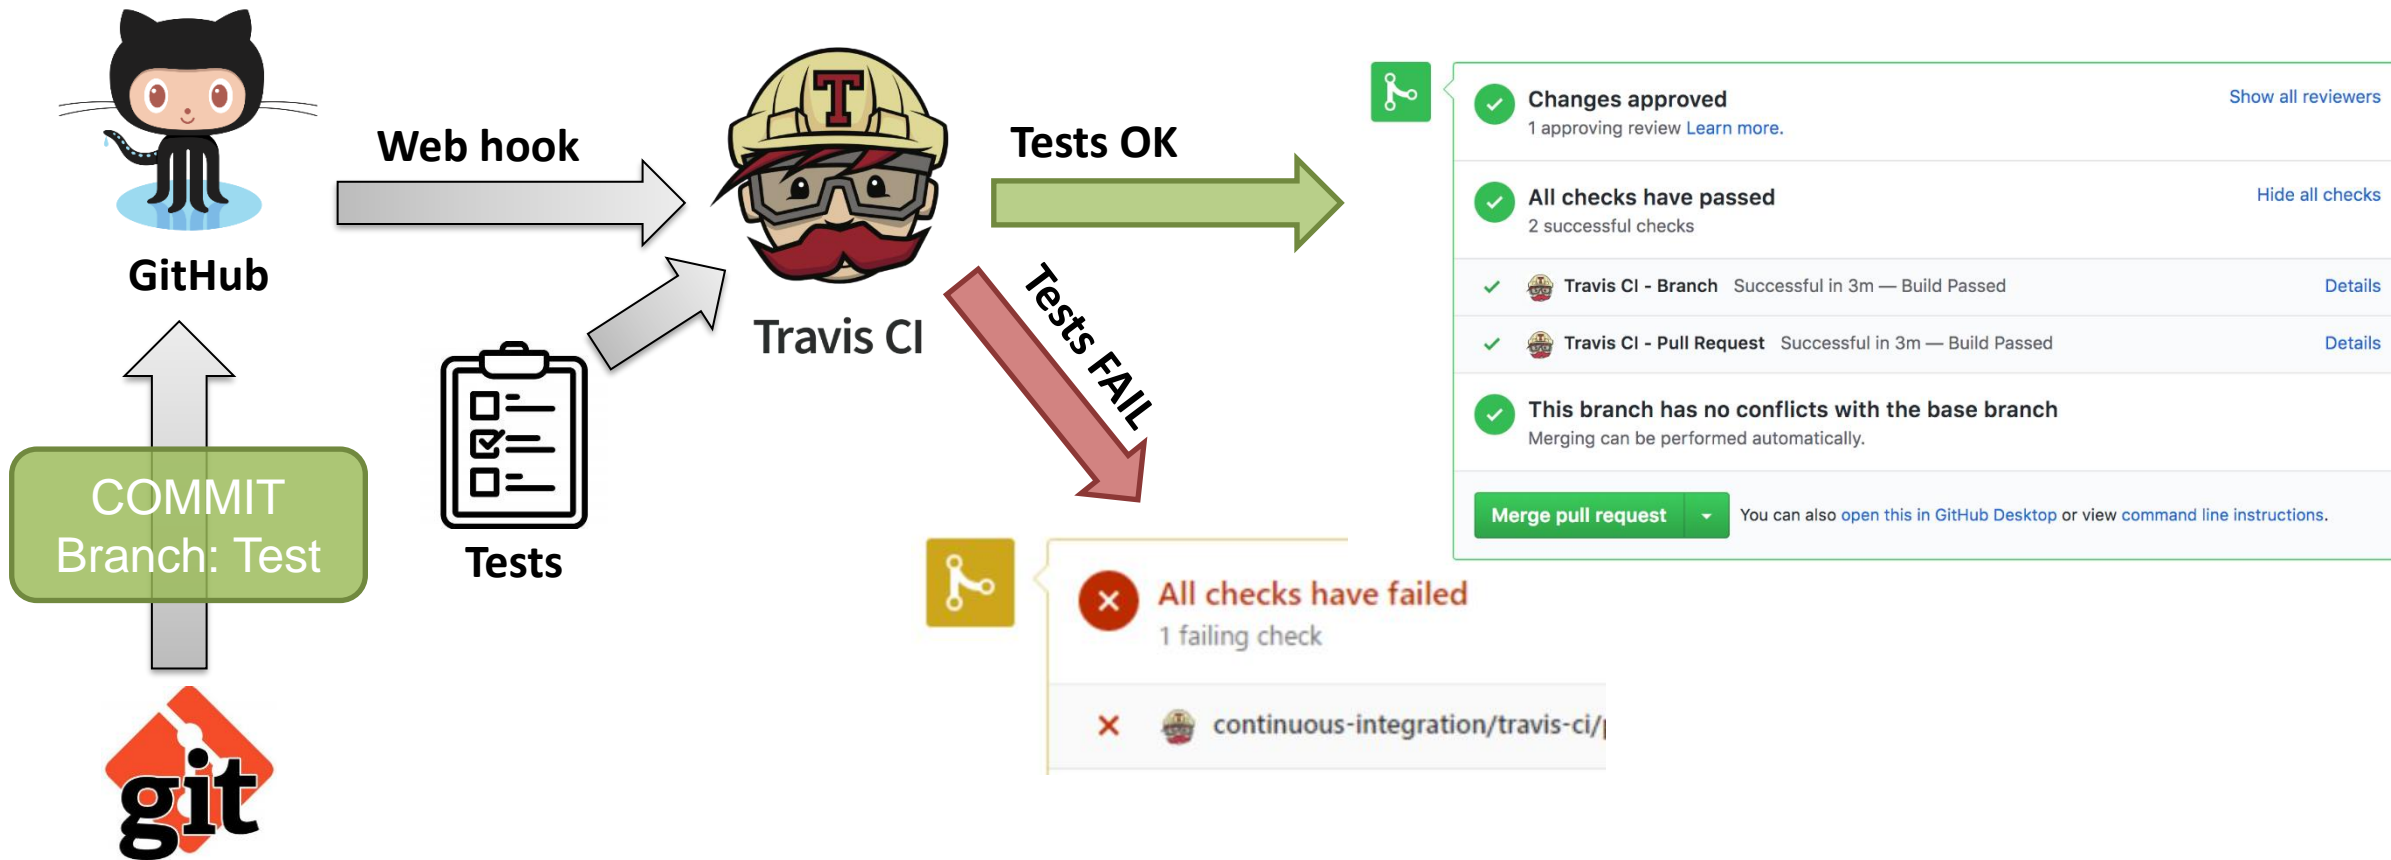 GitHub
COMMIT
Branch: Test
git
Web hook
Tests
T
Travis CI
Tests OK
Tests FAIL
Changes approved
1 approving review Learn more.
Show all reviewers
All checks have passed
2 successful checks
Hide all checks
Travis CI - Branch Successful in 3m — Build Passed
Details
Travis CI - Pull Request Successful in 3m — Build Passed
Details
This branch has no conflicts with the base branch
Merging can be performed automatically.
Merge pull request
You can also open this in GitHub Desktop or view command line instructions.
All checks have failed
1 failing check
continuous-integration/travis-ci/